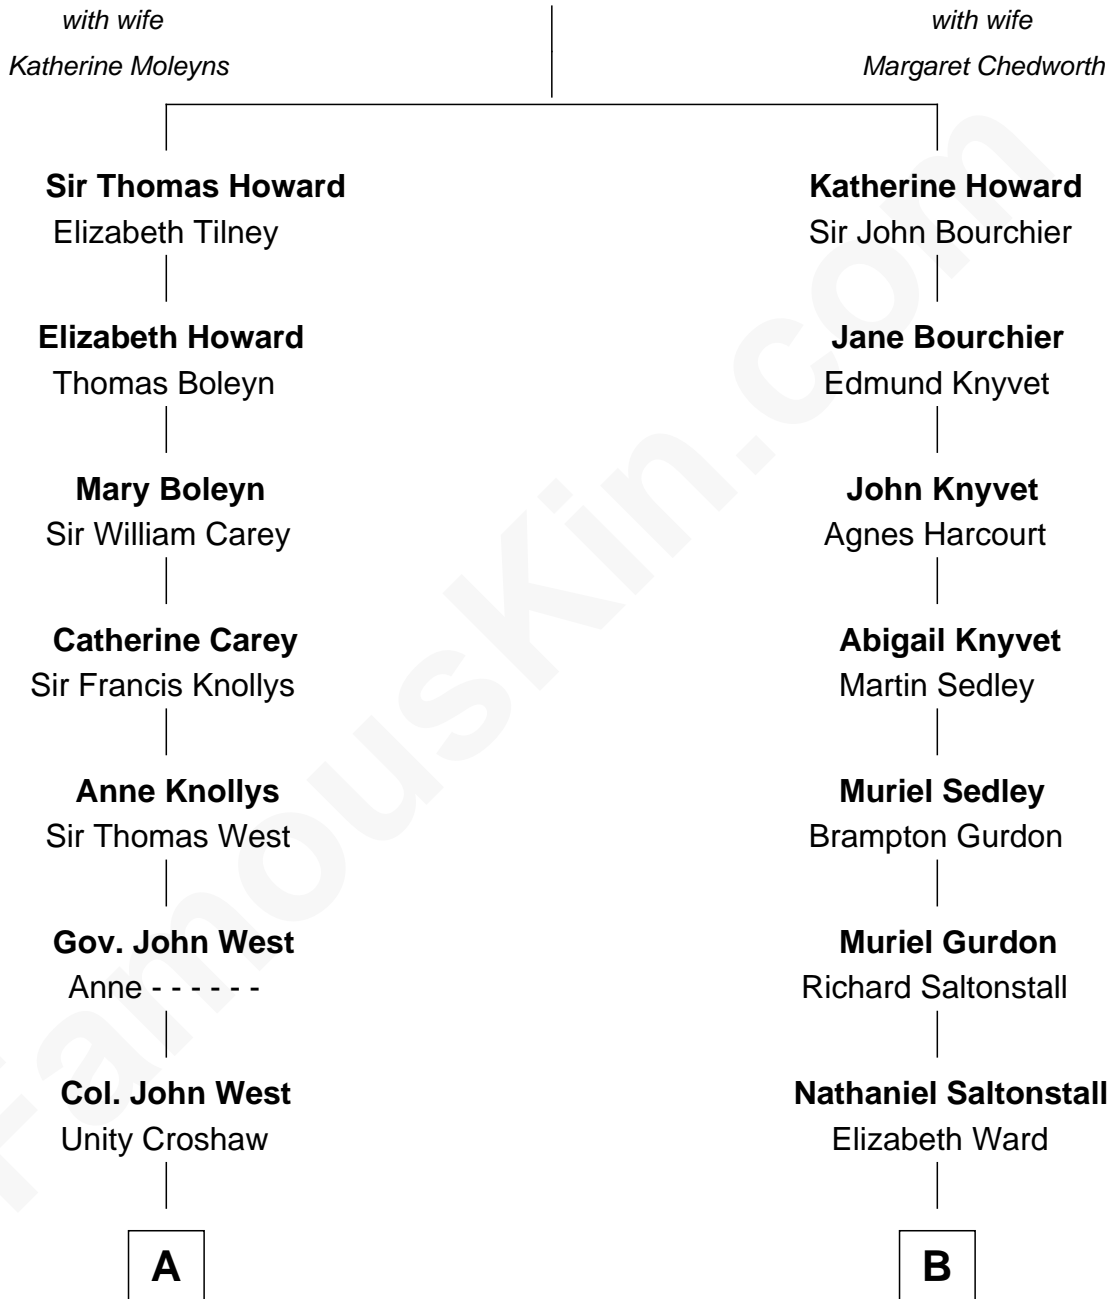 with wife
Katherine Moleyns
with wife
Margaret Chedworth
Sir Thomas Howard
Elizabeth Tilney
Katherine Howard
Sir John Bourchier
Elizabeth Howard
Thomas Boleyn
Jane Bourchier
Edmund Knyvet
Mary Boleyn
Sir William Carey
John Knyvet
Agnes Harcourt
Catherine Carey
Sir Francis Knollys
Abigail Knyvet
Martin Sedley
Anne Knollys
Sir Thomas West
Muriel Sedley
Brampton Gurdon
Gov. John West
Anne - - - - - -
Muriel Gurdon
Richard Saltonstall
Col. John West
Unity Croshaw
Nathaniel Saltonstall
Elizabeth Ward
A
B
FamousKin.com